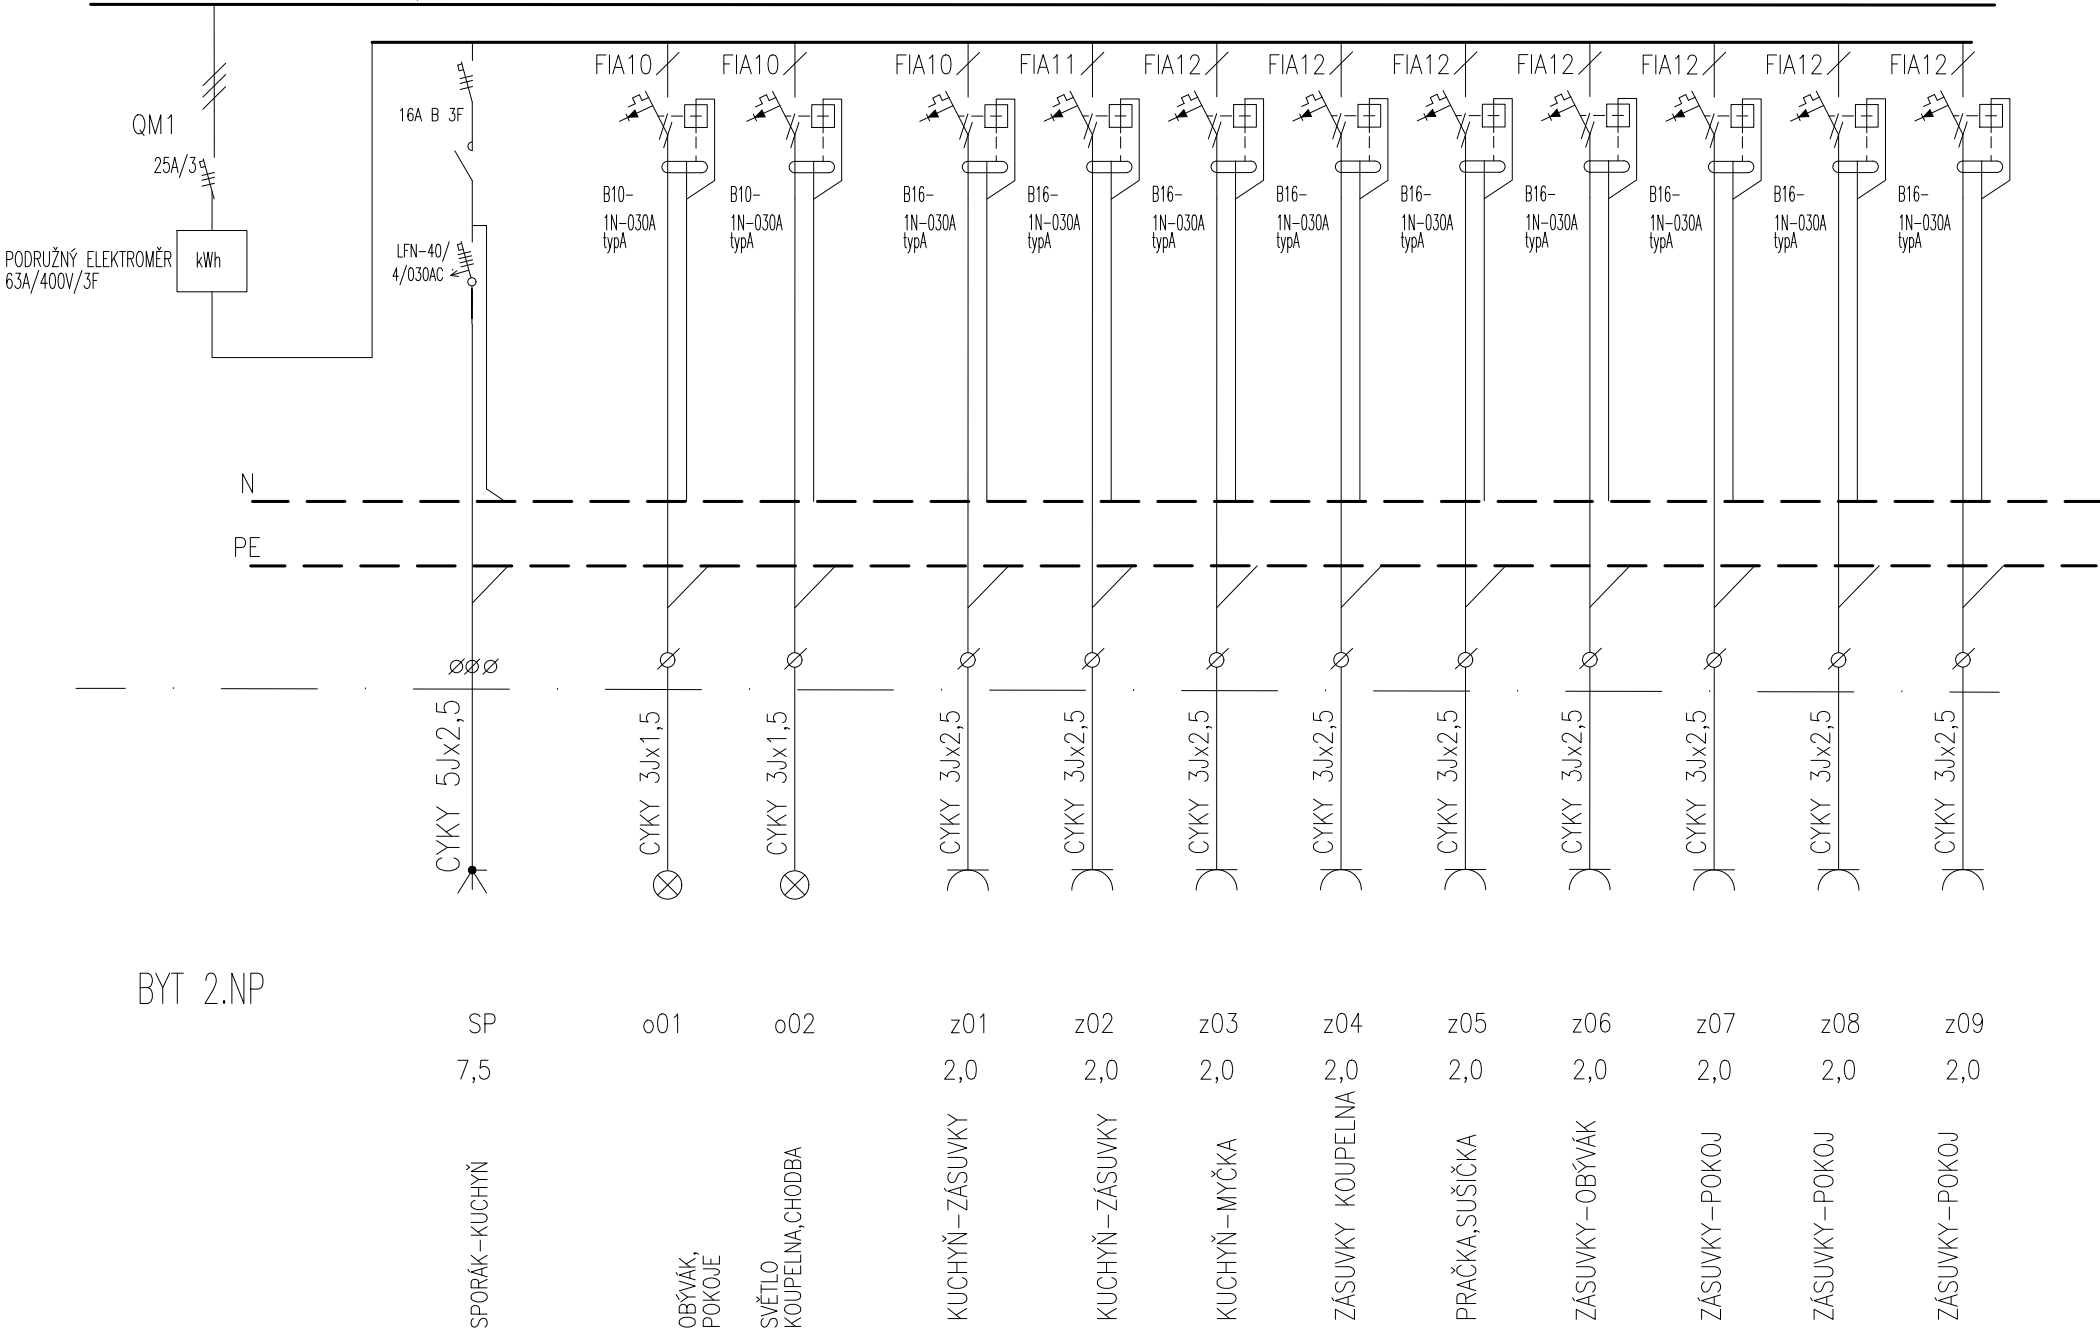 FIA10 FIA10 FIA10 FIA11 FIA12 FIA12 FIA12 FIA12 FIA12 FIA12 FIA12
QM1
25A/3
16A B 3F
PODRUŽNÝ ELEKTROMĚR
63A/400V/3F
kWh
LFN-40/
4/030AC
B10- B10- B16- B16- B16- B16- B16- B16- B16- B16- B16-
1N-030A 1N-030A 1N-030A 1N-030A 1N-030A 1N-030A 1N-030A 1N-030A 1N-030A 1N-030A 1N-030A
typA typA typA typA typA typA typA typA typA typA typA
N
PE
CYKY 5Jx2,5
CYKY 3Jx1,5
CYKY 3Jx1,5
CYKY 3Jx2,5
CYKY 3Jx2,5
CYKY 3Jx2,5
CYKY 3Jx2,5
CYKY 3Jx2,5
CYKY 3Jx2,5
CYKY 3Jx2,5
CYKY 3Jx2,5
CYKY 3Jx2,5
BYT 2.NP
SP o01 o02 z01 z02 z03 z04 z05 z06 z07 z08 z09
7,5 2,0 2,0 2,0 2,0 2,0 2,0 2,0 2,0 2,0
SPORÁK-KUCHYŇ
OBÝVÁK,
POKOJE
SVĚTLO
KOUPELNA,CHODBA
KUCHYŇ-ZÁSUVKY
KUCHYŇ-ZÁSUVKY
KUCHYŇ-MYČKA
ZÁSUVKY KOUPELNA
PRAČKA,SUŠIČKA
ZÁSUVKY-OBÝVÁK
ZÁSUVKY-POKOJ
ZÁSUVKY-POKOJ
ZÁSUVKY-POKOJ